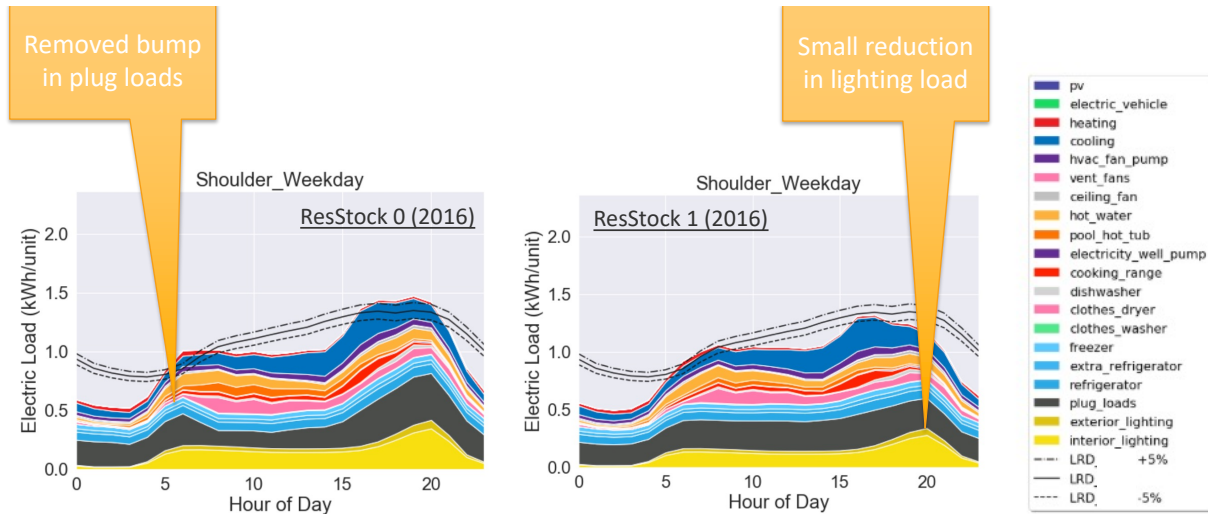 Removed bump
in plug loads
Small reduction
in lighting load
Shoulder_Weekday
ResStock 0 (2016)
Electric Load (kWh/unit)
2.0
1.5
1.0
0.5
0.0
0
5
10
15
20
Hour of Day
Shoulder_Weekday
ResStock 1 (2016)
Electric Load (kWh/unit)
2.0
1.5
1.0
0.5
0.0
0
5
10
15
20
Hour of Day
pv
electric_vehicle
heating
cooling
hvac_fan_pump
vent_fans
ceiling_fan
hot_water
pool_hot_tub
electricity_well_pump
cooking_range
dishwasher
clothes_dryer
clothes_washer
freezer
extra_refrigerator
refrigerator
plug_loads
exterior_lighting
interior_lighting
LRD_ +5%
LRD_
LRD_ -5%